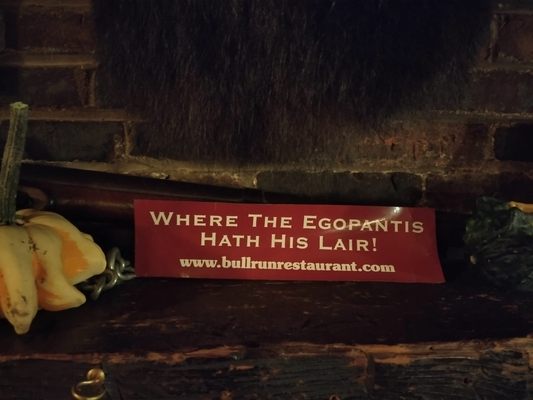 Where The Egopantis
Hath His Lair!
www.bullrunrestaurant.com